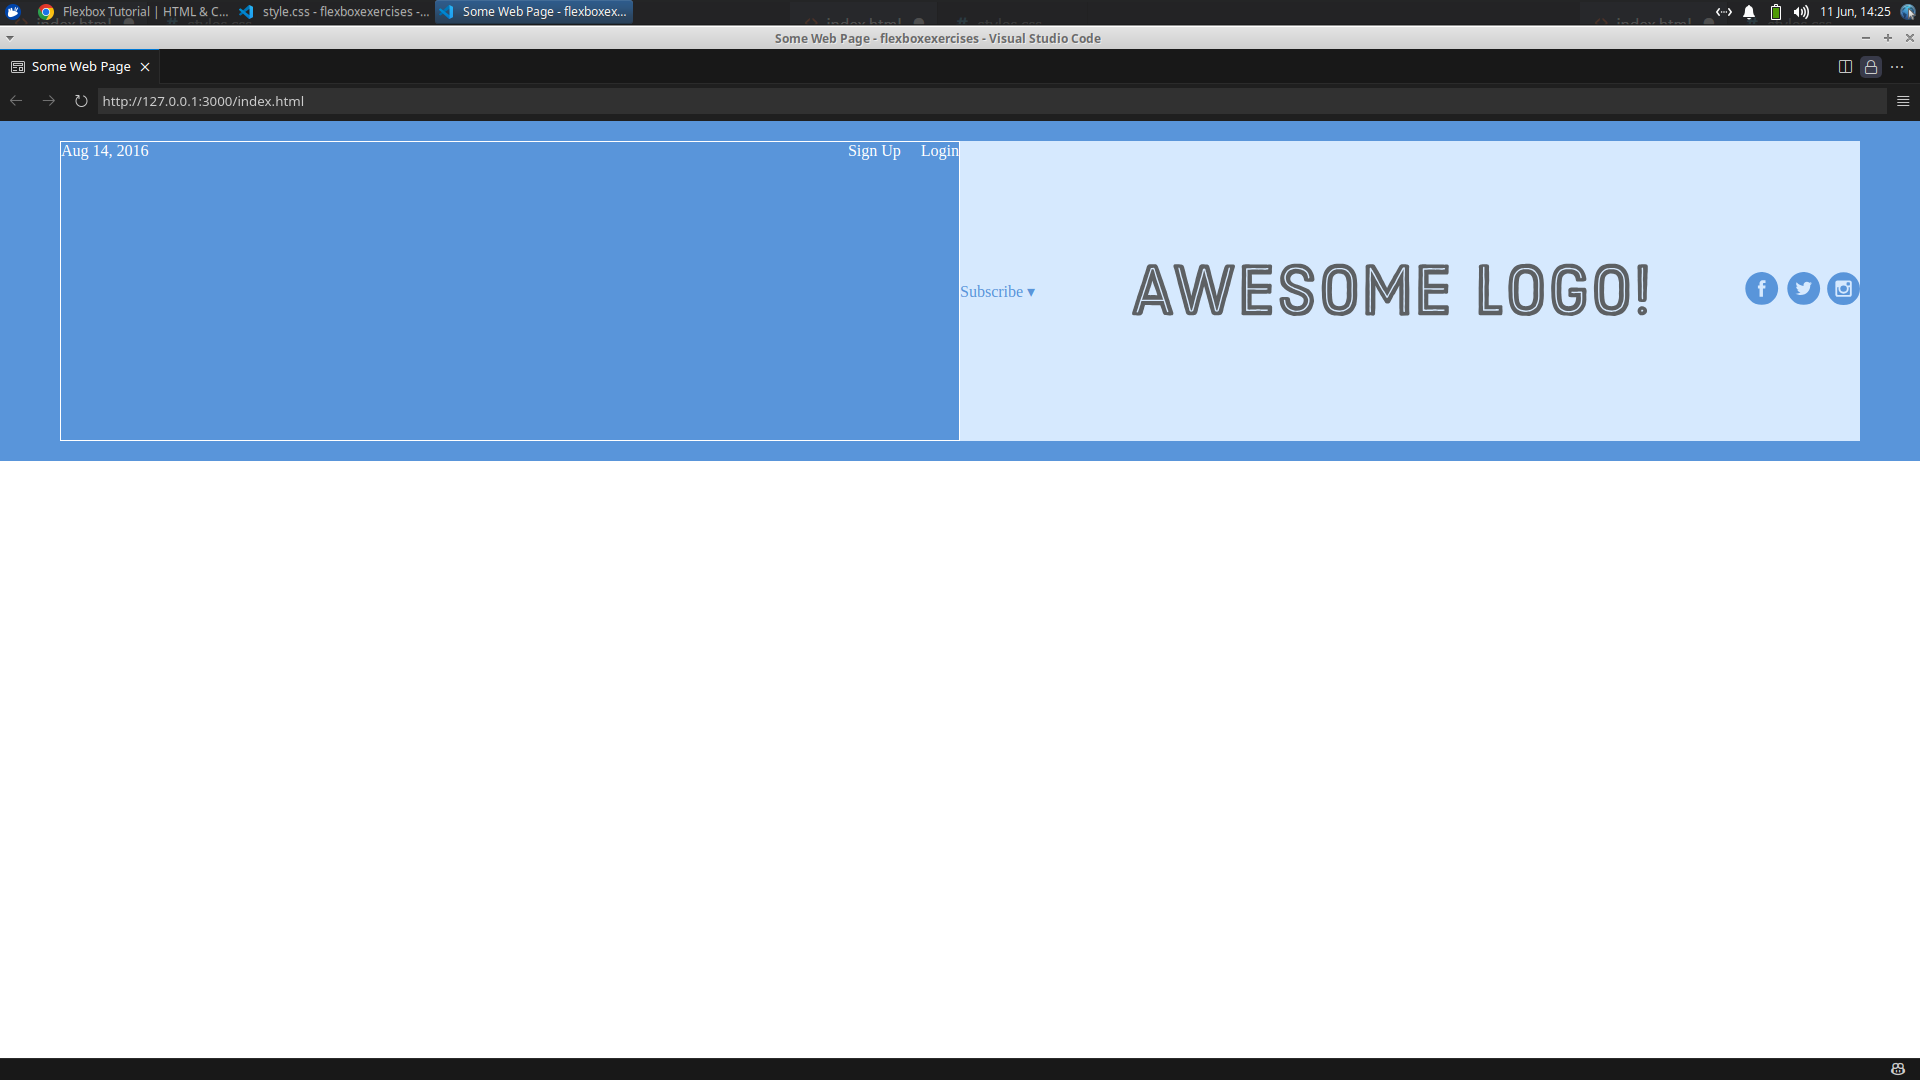 Flexbox Tutorial | HTML & C...
style.css - flexboxexercises -...
Some Web Page - flexboxex...
11 Jun, 14:25
Some Web Page - flexboxexercises - Visual Studio Code
Some Web Page
http://127.0.0.1:3000/index.html
Aug 14, 2016
Sign Up
Login
Subscribe ▾
AWESOME LOGO!